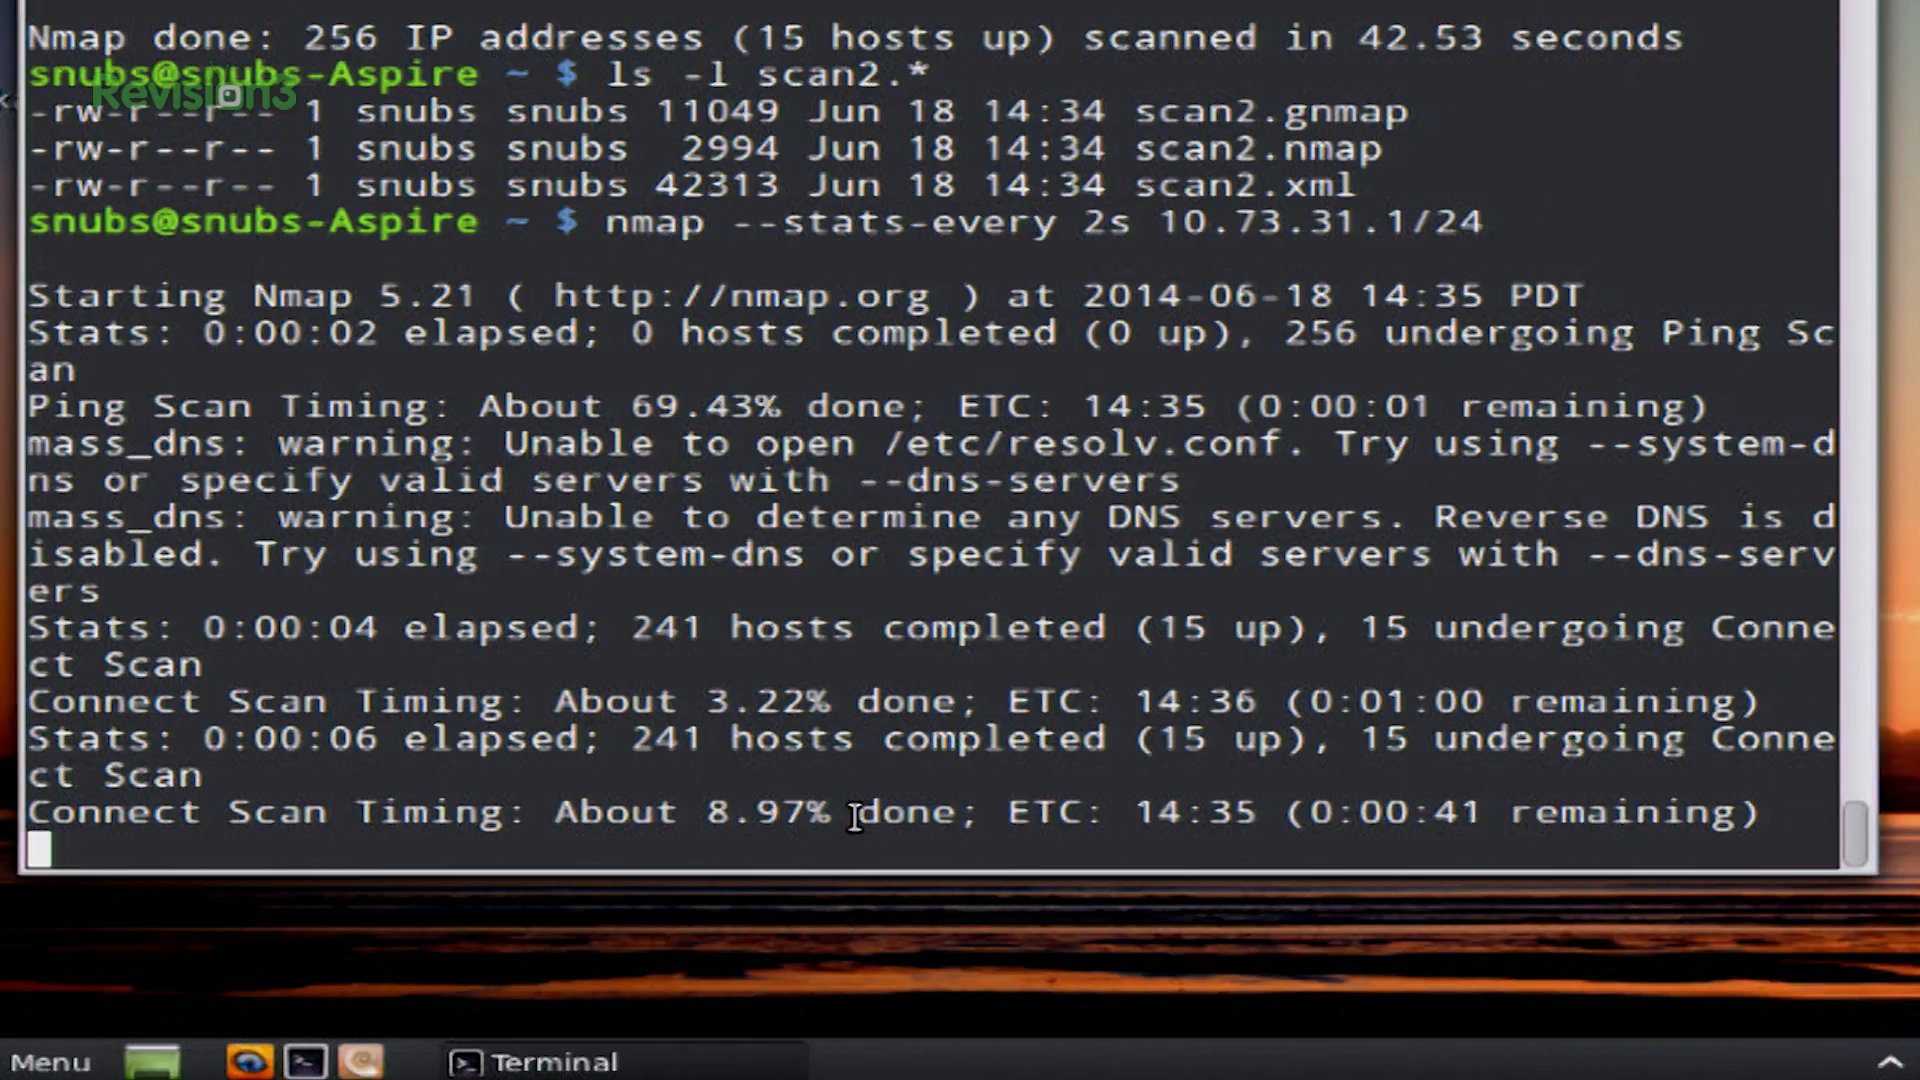 Nmap done: 256 IP addresses (15 hosts up) scanned in 42.53 seconds
snubs@snubs-Aspire ~ $ ls -l scan2.*
Revision3
-rw-r--r-- 1 snubs snubs 11049 Jun 18 14:34 scan2.gnmap
-rw-r--r-- 1 snubs snubs  2994 Jun 18 14:34 scan2.nmap
-rw-r--r-- 1 snubs snubs 42313 Jun 18 14:34 scan2.xml
snubs@snubs-Aspire ~ $ nmap --stats-every 2s 10.73.31.1/24
Starting Nmap 5.21 ( http://nmap.org ) at 2014-06-18 14:35 PDT
Stats: 0:00:02 elapsed; 0 hosts completed (0 up), 256 undergoing Ping Sc
an
Ping Scan Timing: About 69.43% done; ETC: 14:35 (0:00:01 remaining)
mass_dns: warning: Unable to open /etc/resolv.conf. Try using --system-d
ns or specify valid servers with --dns-servers
mass_dns: warning: Unable to determine any DNS servers. Reverse DNS is d
isabled. Try using --system-dns or specify valid servers with --dns-serv
ers
Stats: 0:00:04 elapsed; 241 hosts completed (15 up), 15 undergoing Conne
ct Scan
Connect Scan Timing: About 3.22% done; ETC: 14:36 (0:01:00 remaining)
Stats: 0:00:06 elapsed; 241 hosts completed (15 up), 15 undergoing Conne
ct Scan
Connect Scan Timing: About 8.97% done; ETC: 14:35 (0:00:41 remaining)
Menu
Terminal